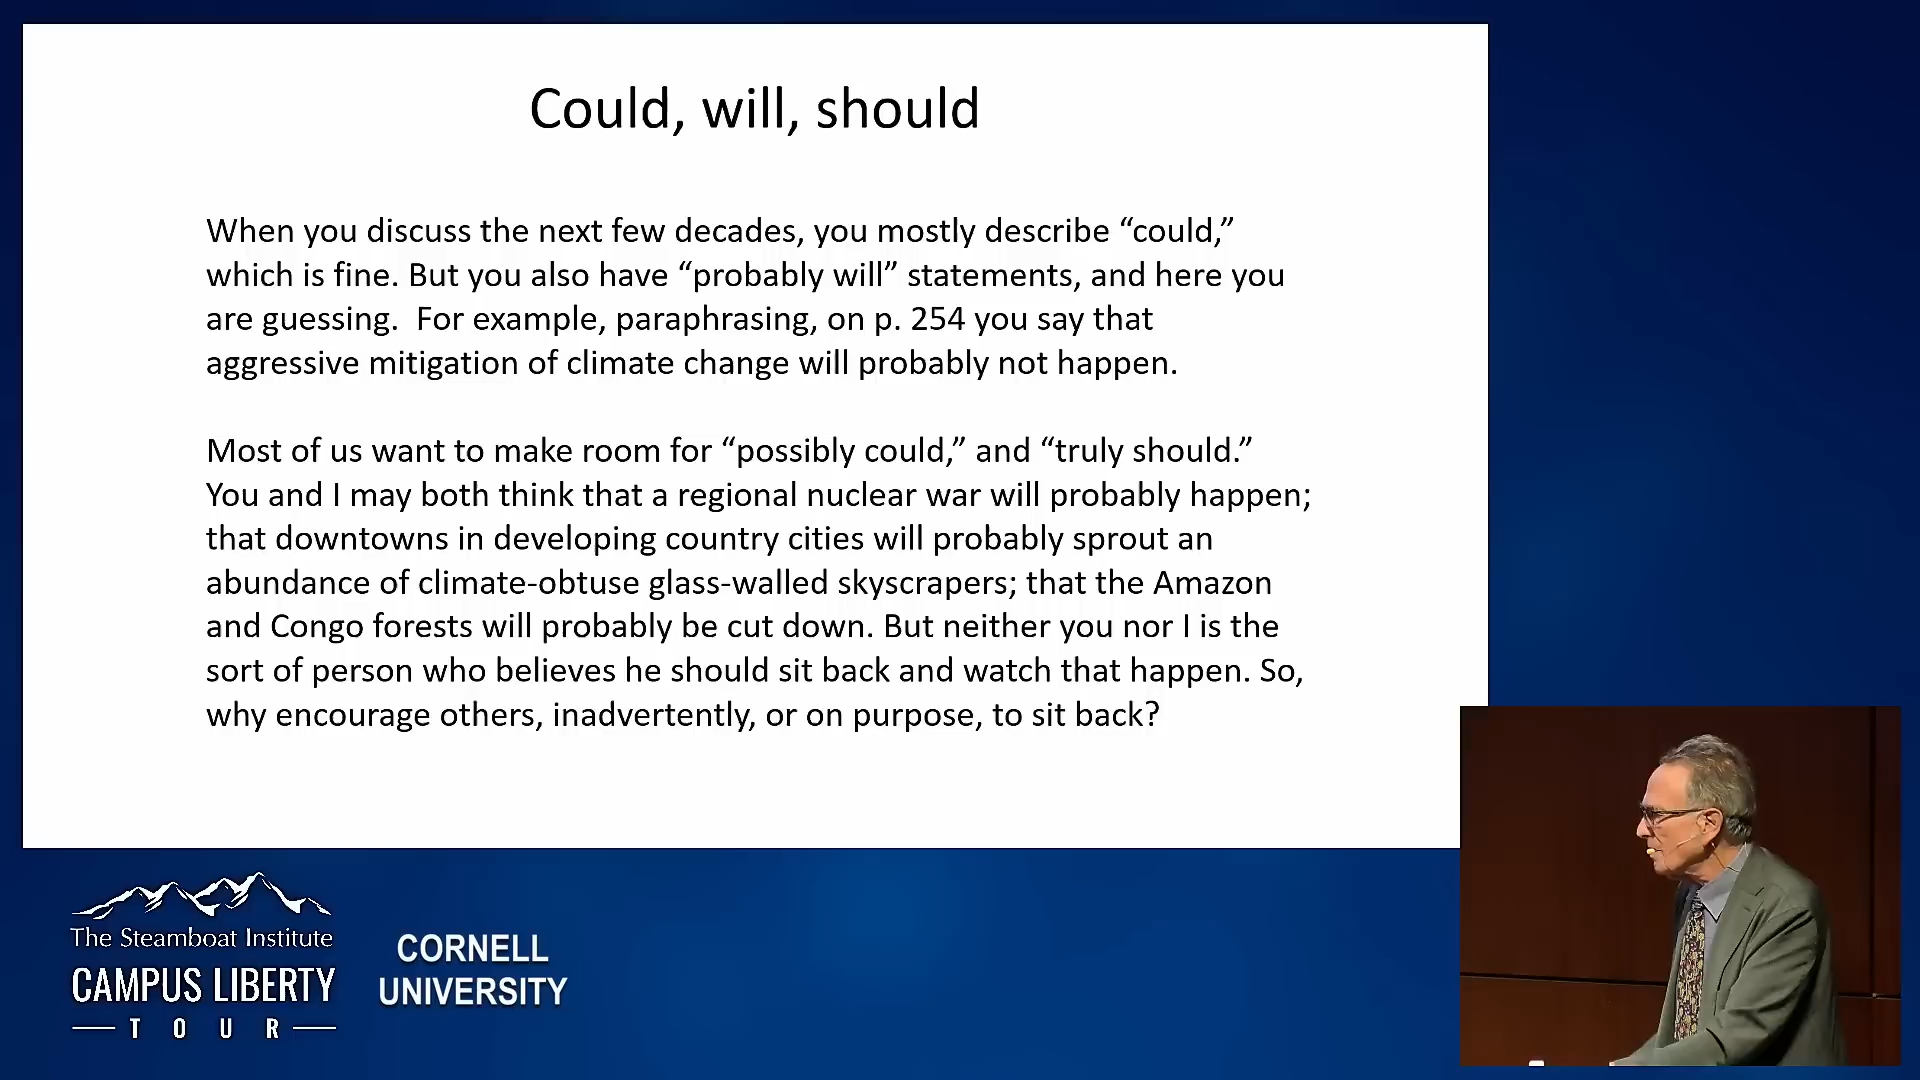 Could, will, should
When you discuss the next few decades, you mostly describe “could,”
which is fine. But you also have “probably will” statements, and here you
are guessing.  For example, paraphrasing, on p. 254 you say that
aggressive mitigation of climate change will probably not happen.
Most of us want to make room for “possibly could,” and “truly should.”
You and I may both think that a regional nuclear war will probably happen;
that downtowns in developing country cities will probably sprout an
abundance of climate-obtuse glass-walled skyscrapers; that the Amazon
and Congo forests will probably be cut down. But neither you nor I is the
sort of person who believes he should sit back and watch that happen. So,
why encourage others, inadvertently, or on purpose, to sit back?
The Steamboat Institute
CAMPUS LIBERTY
TOUR
CORNELL
UNIVERSITY